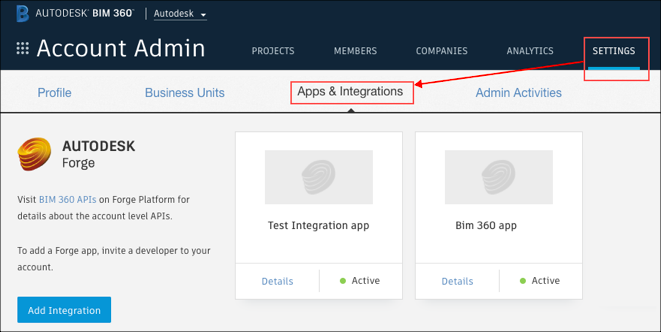 AUTODESK® BIM 360™ Autodesk
Account Admin PROJECTS MEMBERS COMPANIES ANALYTICS SETTINGS
Profile Business Units Apps & Integrations Admin Activities
AUTODESK
Forge
Visit BIM 360 APIs on Forge Platform for
details about the account level APIs.
To add a Forge app, invite a developer to your
account.
Add Integration
Test Integration app
Details Active
Bim 360 app
Details Active